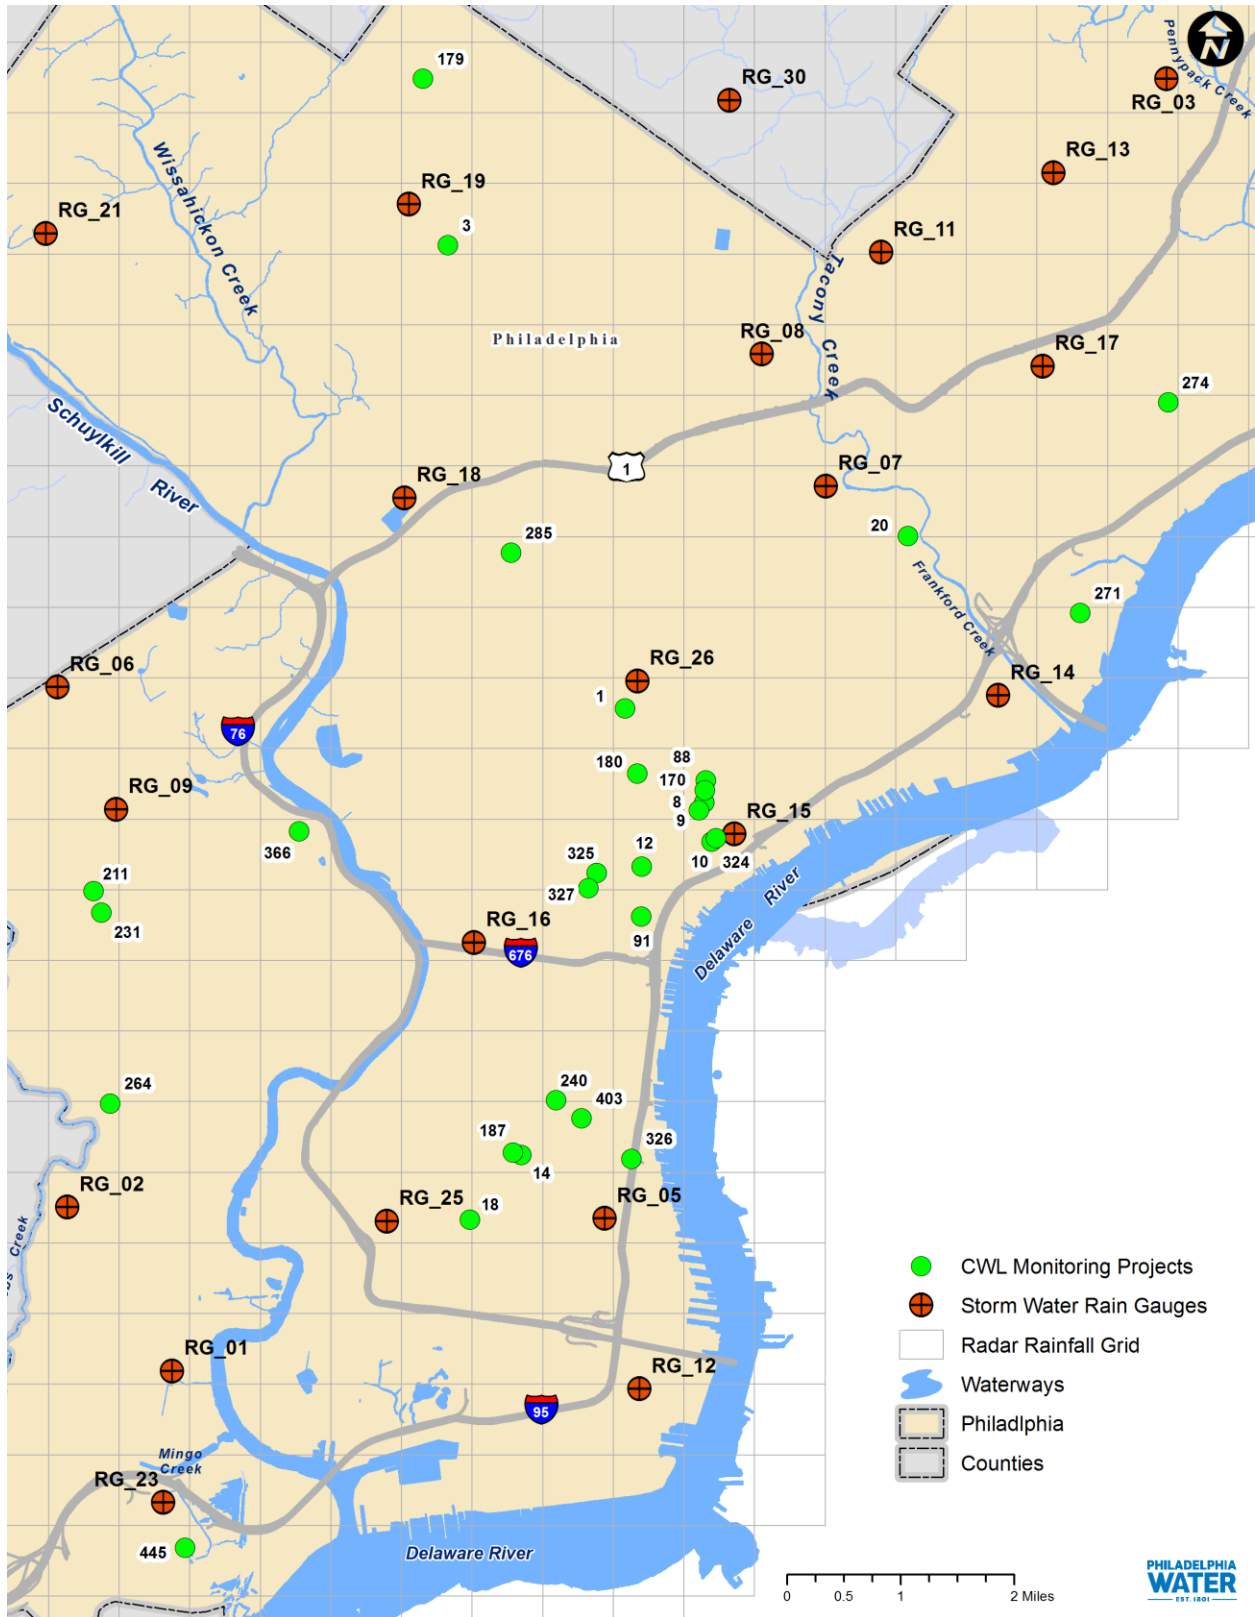 179
RG_30
N
Pennypack Creek
RG_03
RG_13
Wissahickon Creek
RG_19
RG_21
3
RG_11
Tacony Creek
Philadelphia
RG_08
RG_17
274
Schuylkill
River
1
RG_18
RG_07
285
20
Frankford Creek
271
RG_06
RG_26
RG_14
1
76
88
180
170
8
9
RG_09
RG_15
366
325
12
10
324
211
327
231
RG_16
91
676
Delaware River
264
240
403
187
326
14
RG_02
RG_25
18
RG_05
Creek
RG_01
RG_12
95
Mingo
Creek
RG_23
445
Delaware River
CWL Monitoring Projects
Storm Water Rain Gauges
Radar Rainfall Grid
Waterways
Philadlphia
Counties
0 0.5 1 2 Miles
PHILADELPHIA
WATER
EST. 1801